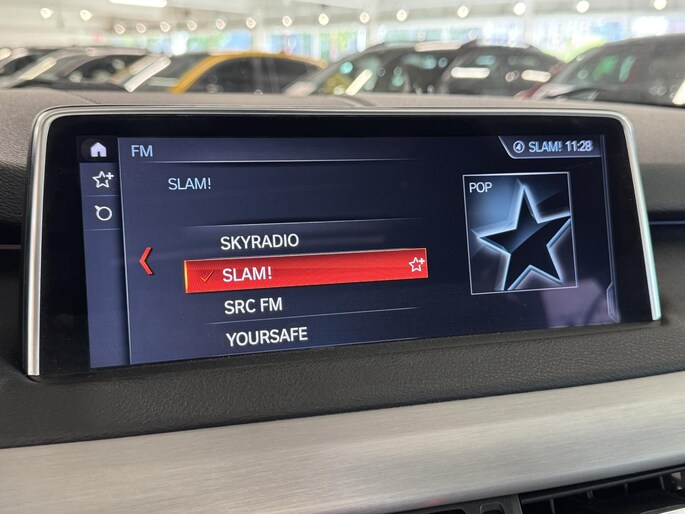 FM
SLAM! 11:28
SLAM!
POP
SKYRADIO
SLAM!
SRC FM
YOURSAFE